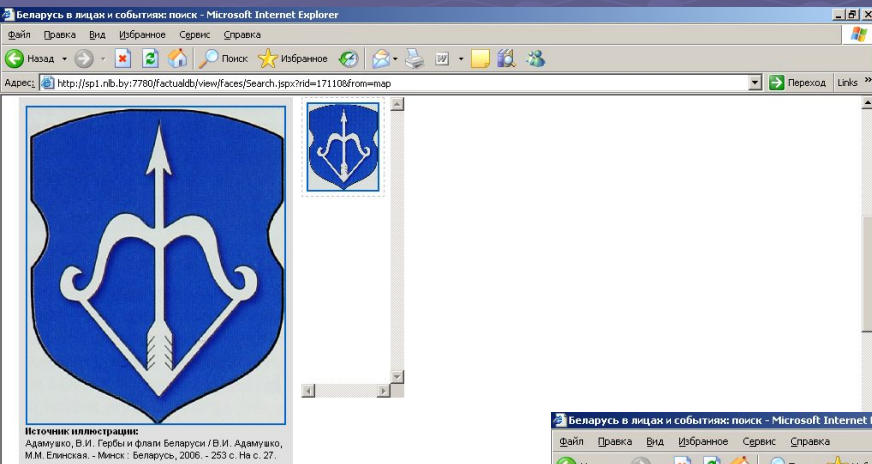 Беларусь в лицах и событиях: поиск - Microsoft Internet Explorer
Файл Правка Вид Избранное Сервис Справка
Назад Поиск Избранное
Адрес: http://sp1.nlb.by:7780/factualdb/view/faces/Search.jspx?rid=17110&from=map Переход Links »
Источник иллюстрации:
Адамушко, В.И. Гербы и флаги Беларуси / В.И. Адамушко,
М.М. Елинская. - Минск : Беларусь, 2006. - 253 с. На с. 27.
Беларусь в лицах и событиях: поиск - Microsoft Internet
Файл Правка Вид Избранное Сервис Справка